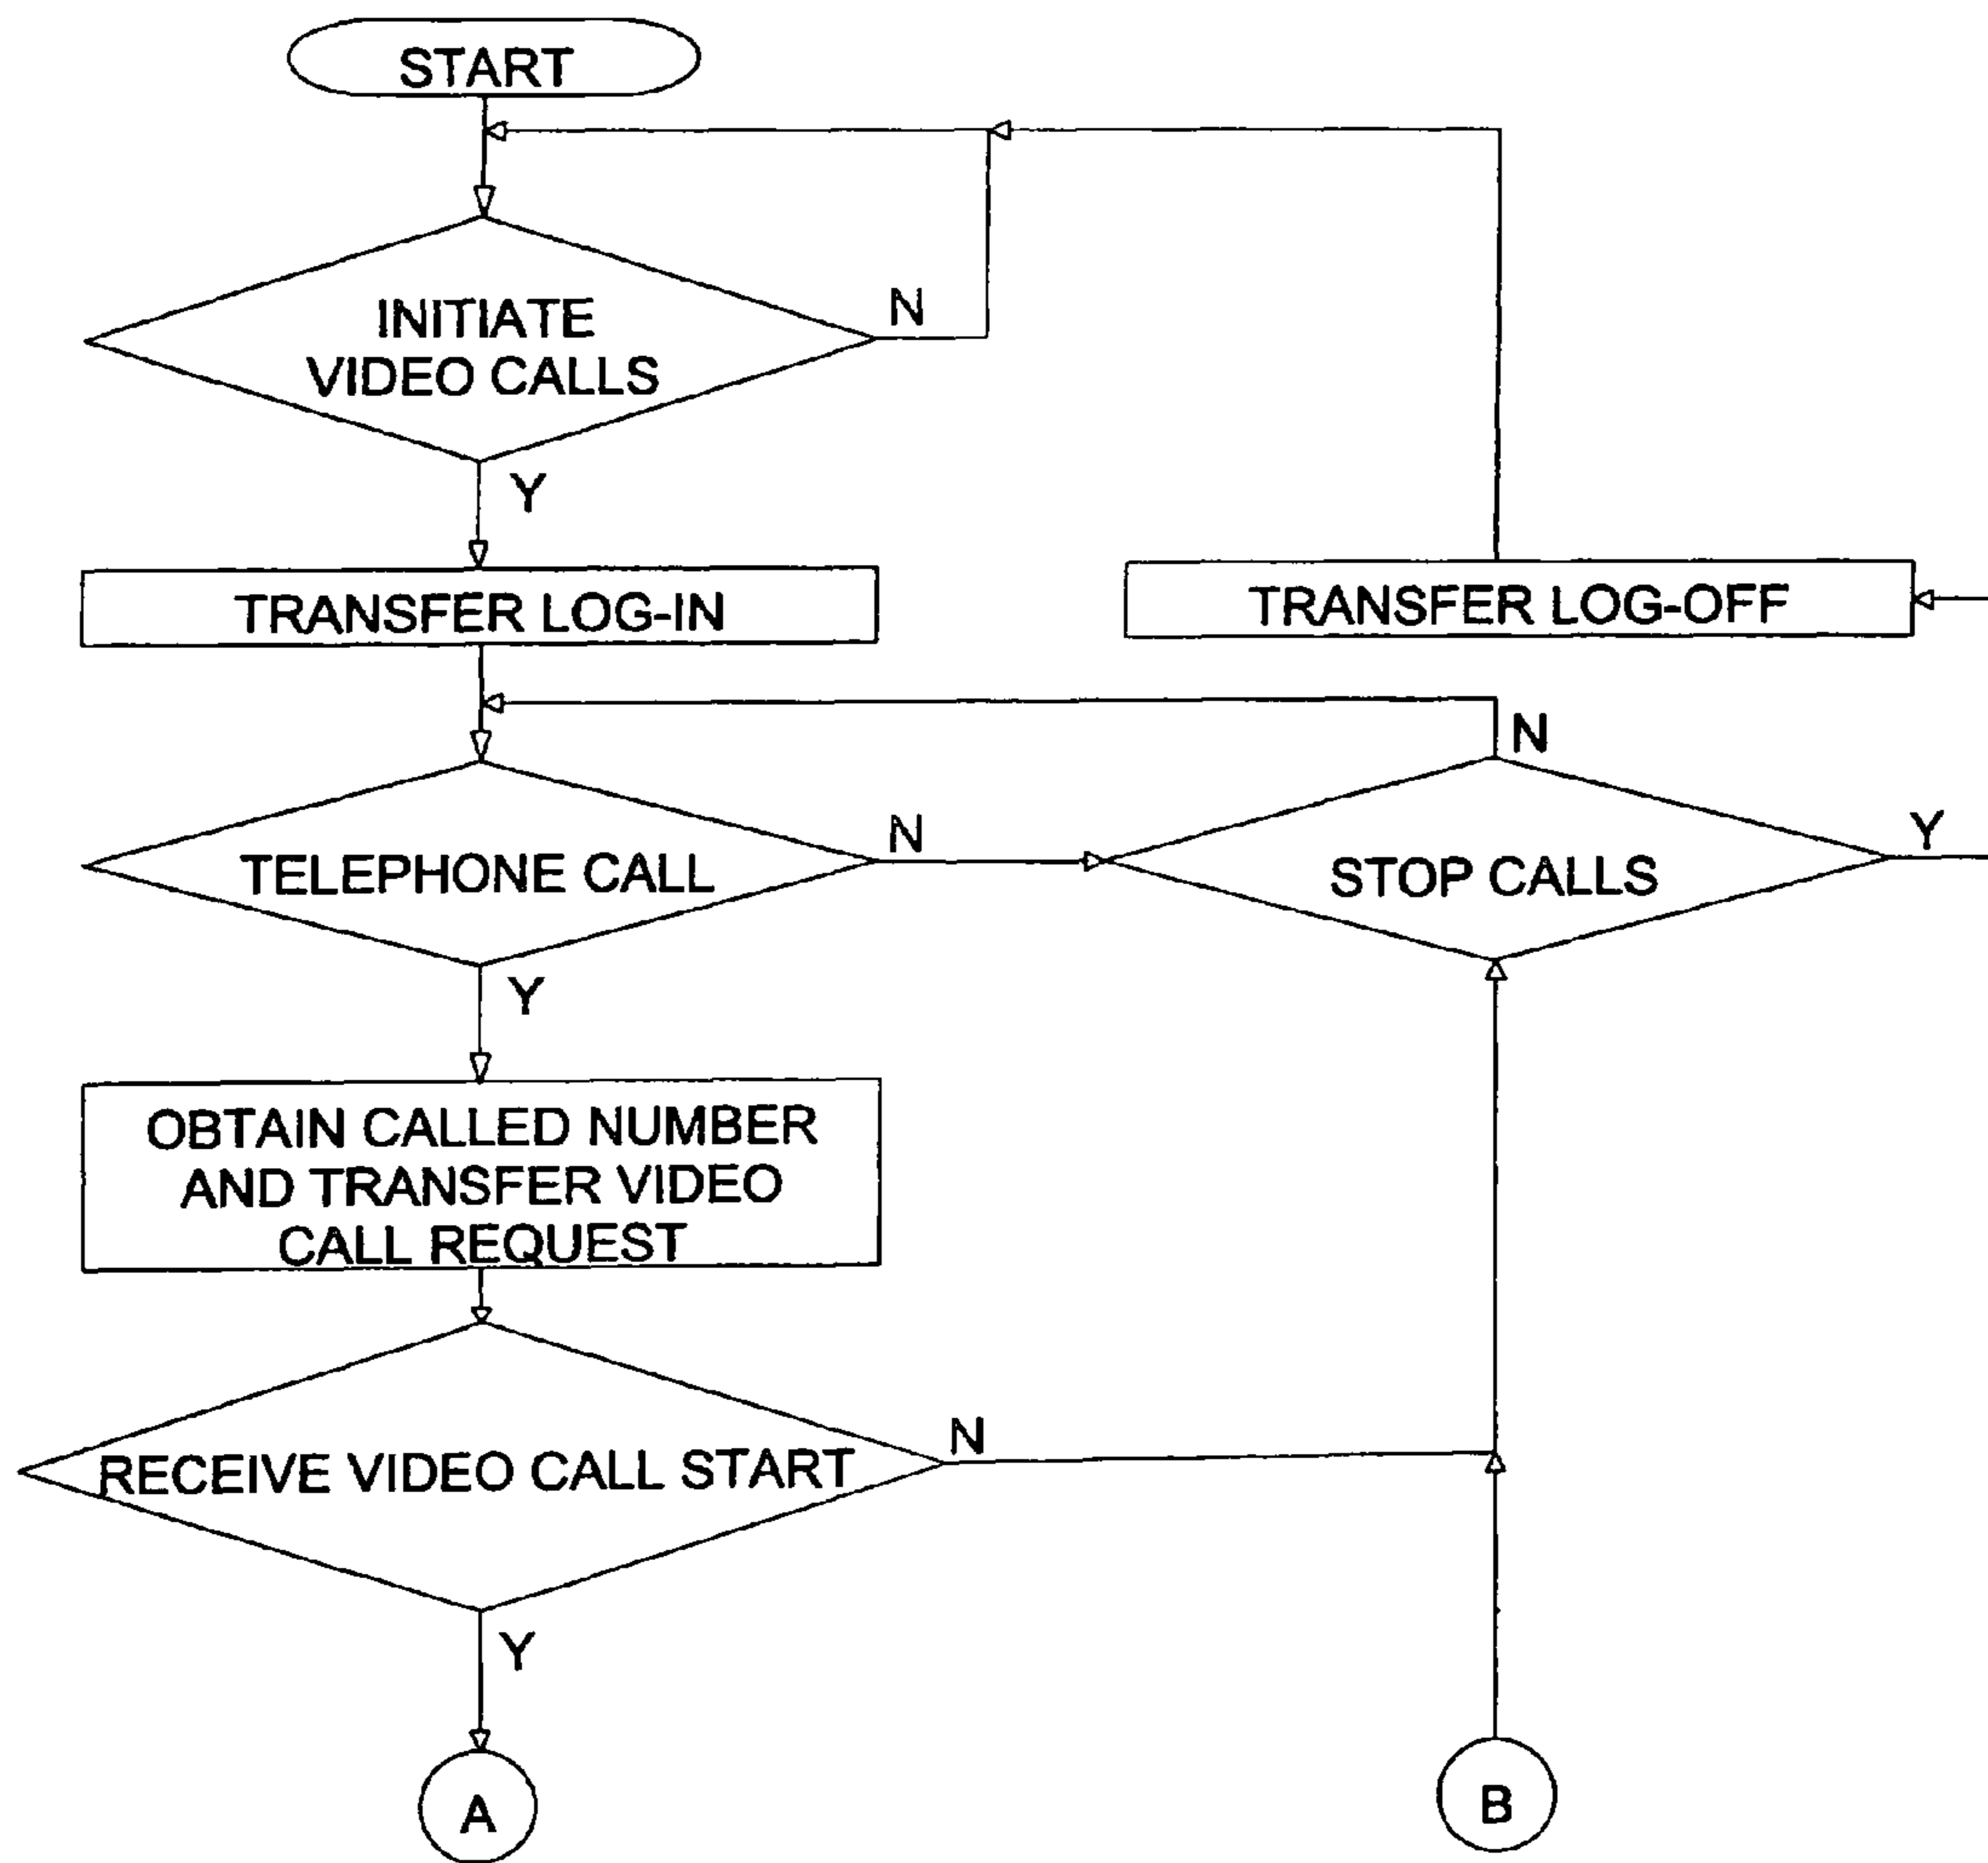 START
INITIATE
VIDEO CALLS
N
Y
TRANSFER LOG-IN
TRANSFER LOG-OFF
N
TELEPHONE CALL
N
STOP CALLS
Y
Y
OBTAIN CALLED NUMBER
AND TRANSFER VIDEO
CALL REQUEST
RECEIVE VIDEO CALL START
N
Y
A
B